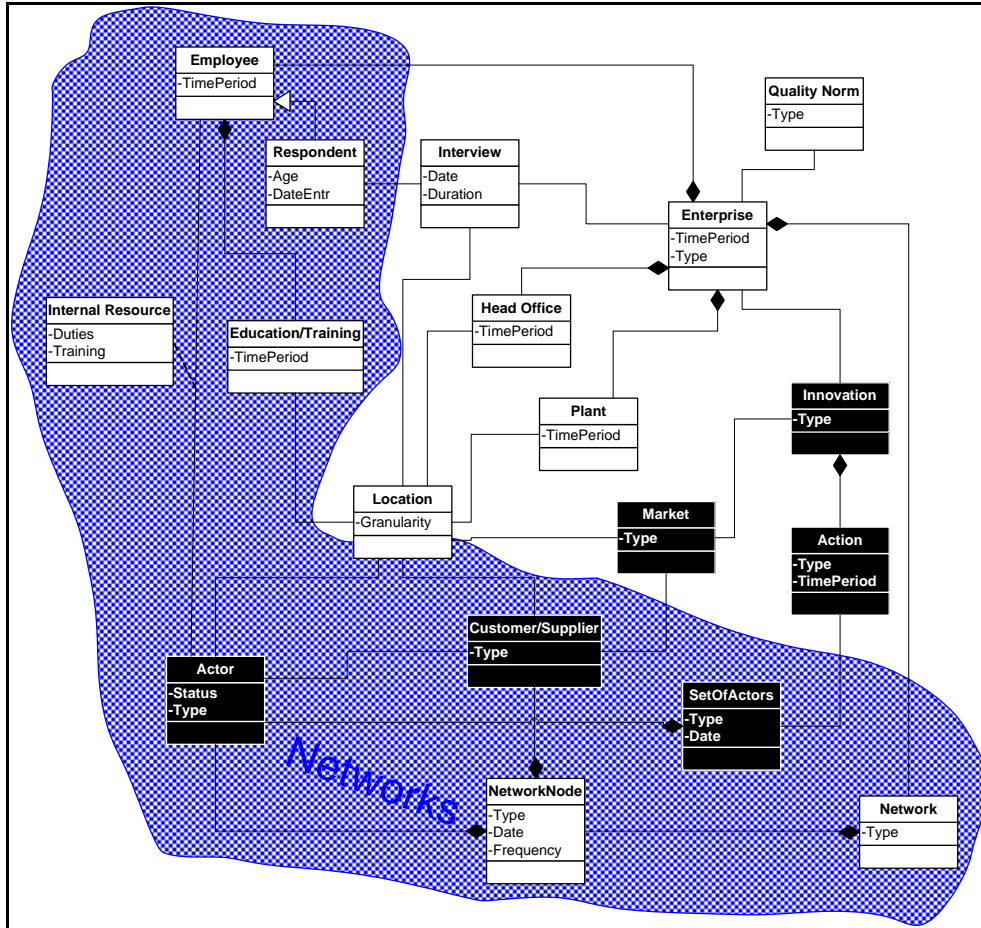 Employee
-TimePeriod
Quality Norm
-Type
Respondent
-Age
-DateEntr
Interview
-Date
-Duration
Enterprise
-TimePeriod
-Type
Internal Resource
-Duties
-Training
Education/Training
-TimePeriod
Head Office
-TimePeriod
Plant
-TimePeriod
Innovation
-Type
Location
-Granularity
Market
-Type
Action
-Type
-TimePeriod
Customer/Supplier
-Type
Actor
-Status
-Type
SetOfActors
-Type
-Date
Networks
NetworkNode
-Type
-Date
-Frequency
Network
-Type